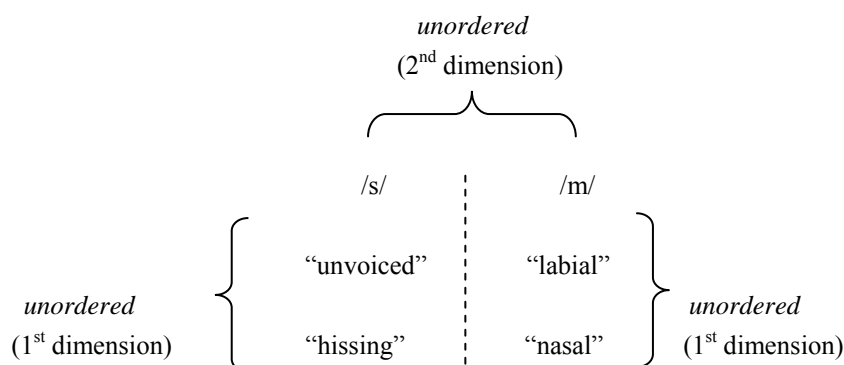 unordered
(2nd dimension)
/s/ /m/
“unvoiced” “labial”
unordered unordered
(1st dimension) “hissing” “nasal” (1st dimension)